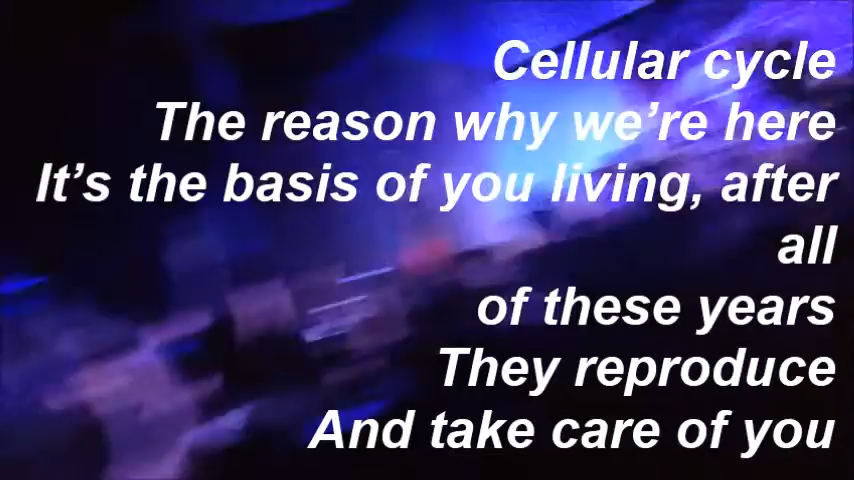 Cellular cycle
The reason why we’re here
It’s the basis of you living, after
all
of these years
They reproduce
And take care of you